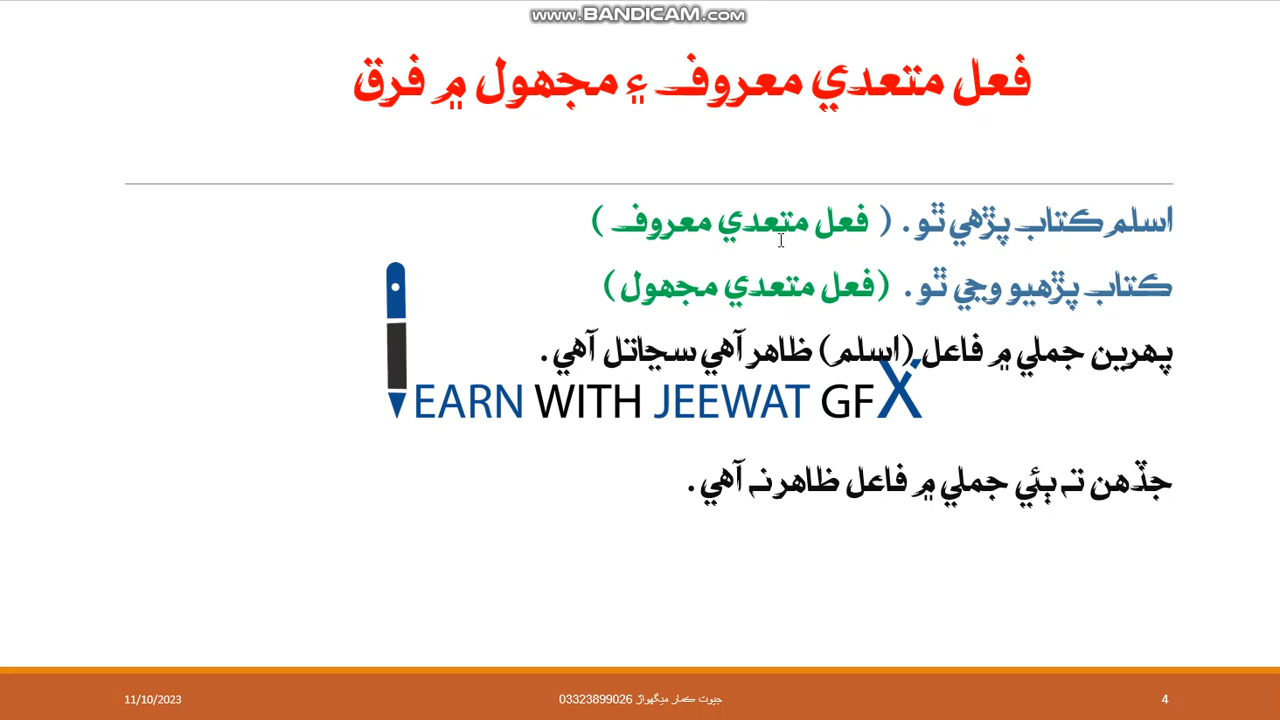 www.BANDICAM.com
فعل متعدي معروف ۽ مجهول ۾ فرق
اسلم ڪتاب پڙهي ٿو. ( فعل متعدي معروف )
ڪتاب پڙهيو وڃي ٿو. (فعل متعدي مجهول)
پهرين جملي ۾ فاعل (اسلم) ظاهر آهي سڃاتل آهي.
EARN WITH JEEWAT GFX
جڏهن ته ٻئي جملي ۾ فاعل ظاهر نه آهي.
11/10/2023
جيوت ڪمار ميگهواڙ 03323899026
4